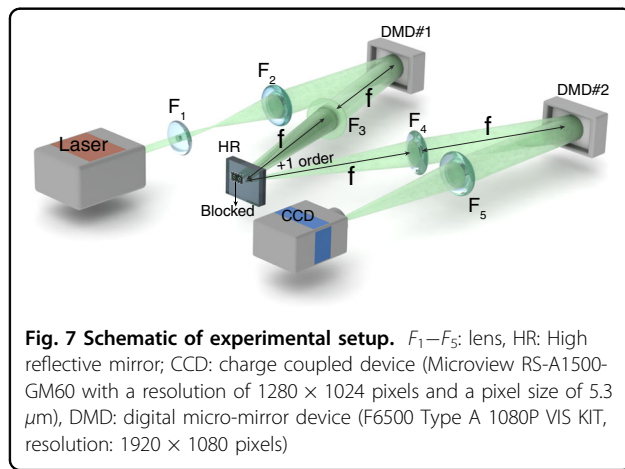 DMD#1
F2
DMD#2
F1
f
F3
Laser
f
HR
F4
f
+1 order
f
F5
Blocked
CCD
Fig. 7 Schematic of experimental setup. F1–F5: lens, HR: High
reflective mirror; CCD: charge coupled device (Microview RS-A1500-
GM60 with a resolution of 1280 × 1024 pixels and a pixel size of 5.3
μm), DMD: digital micro-mirror device (F6500 Type A 1080P VIS KIT,
resolution: 1920 × 1080 pixels)